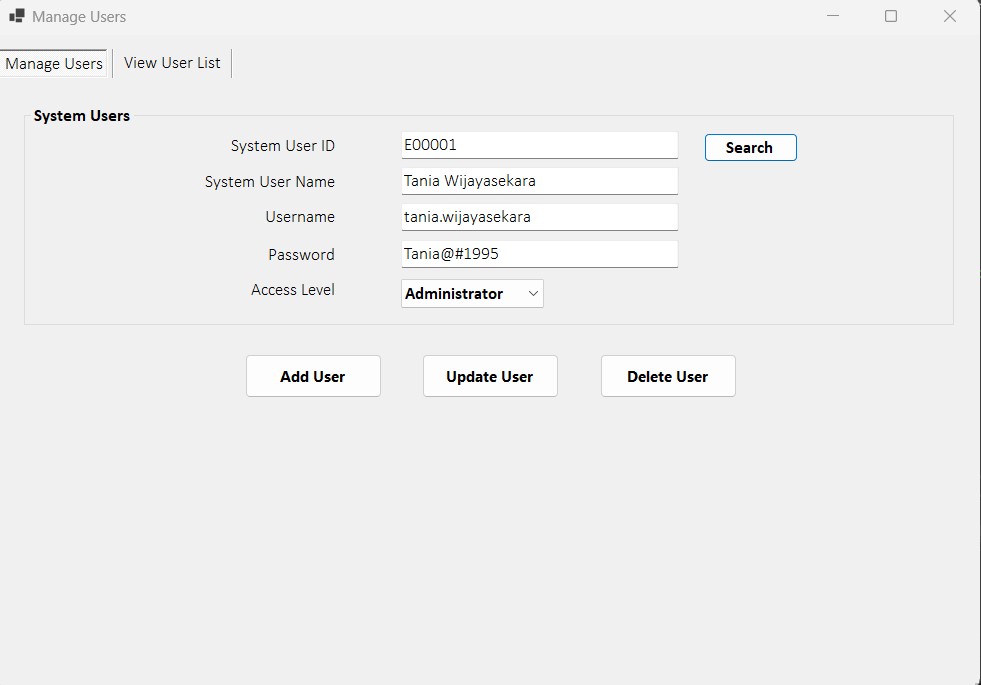 Manage Users
Manage Users View User List
System Users
System User ID E00001 Search
System User Name Tania Wijayasekara
Username tania.wijayasekara
Password Tania@#1995
Access Level Administrator
Add User Update User Delete User